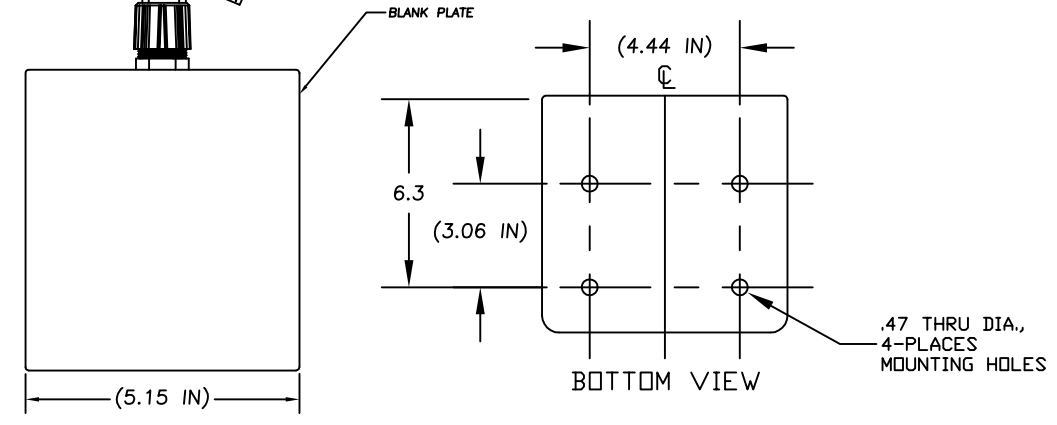 BLANK PLATE
(4.44 IN)
℄
6.3
(3.06 IN)
.47 THRU DIA.,
4-PLACES
MOUNTING HOLES
BOTTOM VIEW
(5.15 IN)